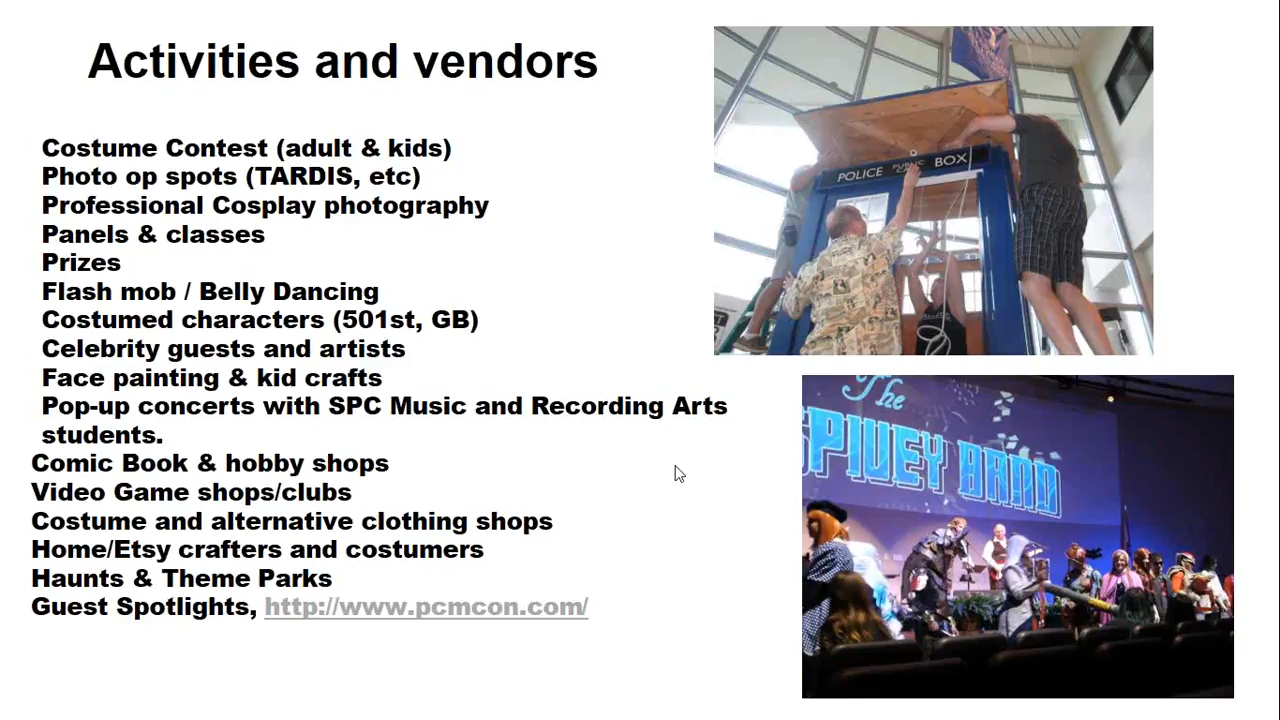 Activities and vendors
Costume Contest (adult & kids)
Photo op spots (TARDIS, etc)
Professional Cosplay photography
Panels & classes
Prizes
Flash mob / Belly Dancing
Costumed characters (501st, GB)
Celebrity guests and artists
Face painting & kid crafts
Pop-up concerts with SPC Music and Recording Arts
students.
Comic Book & hobby shops
Video Game shops/clubs
Costume and alternative clothing shops
Home/Etsy crafters and costumers
Haunts & Theme Parks
Guest Spotlights, http://www.pcmcon.com/
POLICE PUBLIC BOX
The
SPIVEY BAND